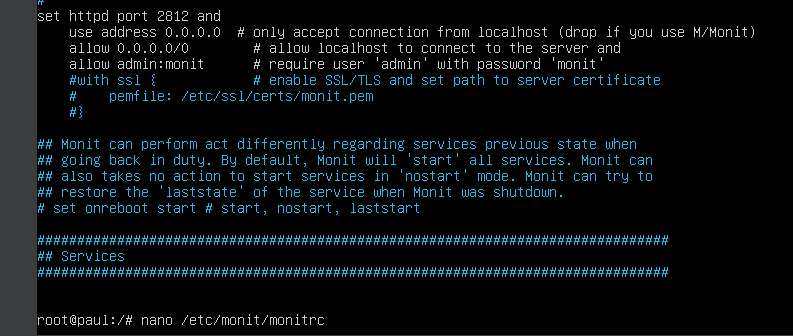 #
set httpd port 2812 and
    use address 0.0.0.0  # only accept connection from localhost (drop if you use M/Monit)
    allow 0.0.0.0/0        # allow localhost to connect to the server and
    allow admin:monit      # require user 'admin' with password 'monit'
    #with ssl {            # enable SSL/TLS and set path to server certificate
    #    pemfile: /etc/ssl/certs/monit.pem
    #}
## Monit can perform act differently regarding services previous state when
## going back in duty. By default, Monit will 'start' all services. Monit can
## also takes no action to start services in 'nostart' mode. Monit can try to
## restore the 'laststate' of the service when Monit was shutdown.
# set onreboot start # start, nostart, laststart
###############################################################################
## Services
###############################################################################
root@paul:/# nano /etc/monit/monitrc